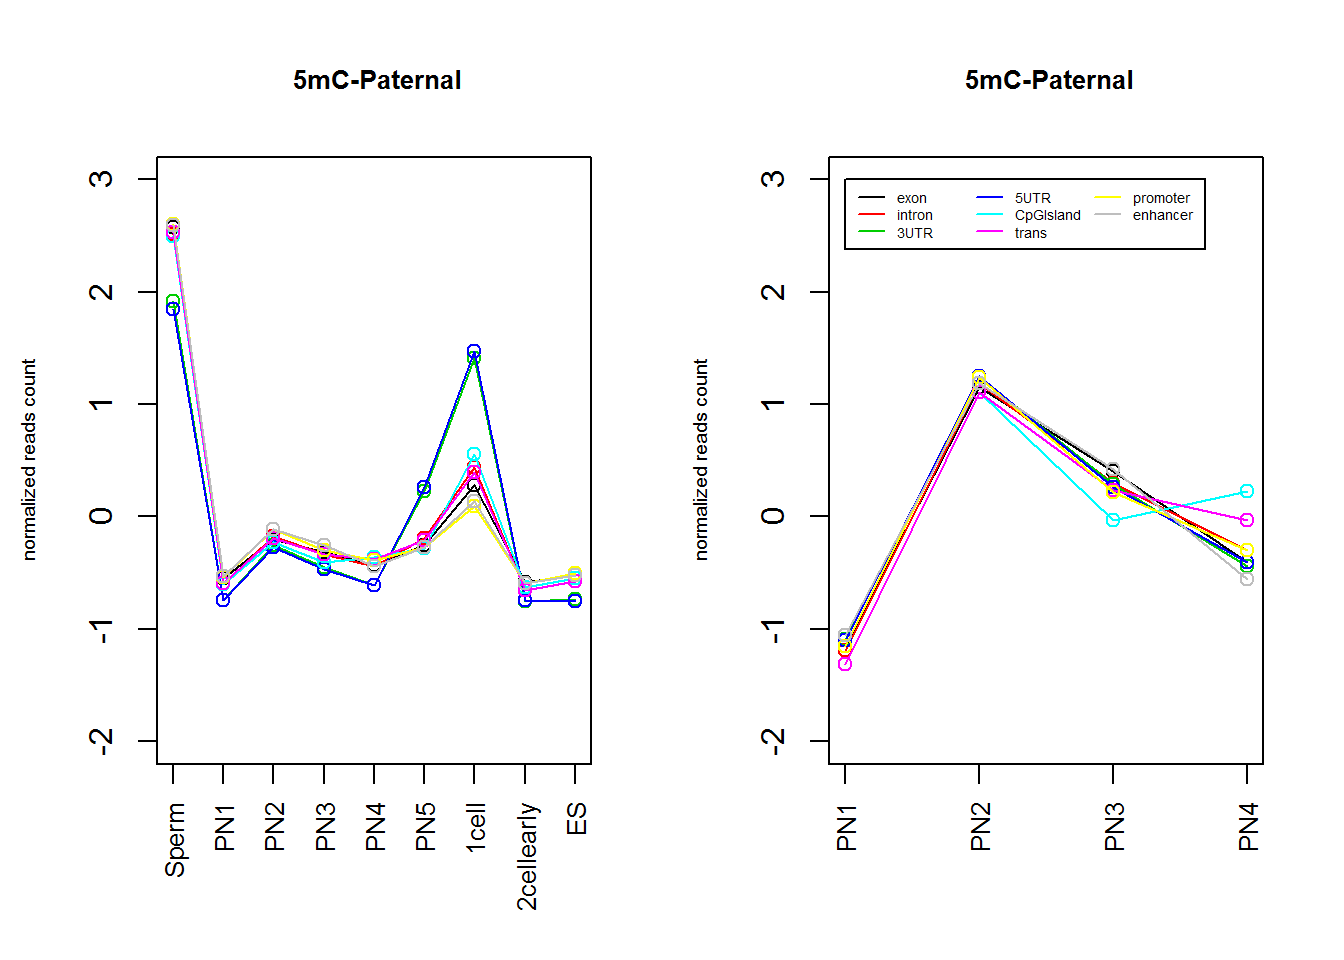 5mC-Paternal
normalized reads count
3
2
1
0
-1
-2
Sperm
PN1
PN2
PN3
PN4
PN5
1cell
2cellearly
ES
5mC-Paternal
normalized reads count
3
2
1
0
-1
-2
exon
intron
3UTR
5UTR
CpGIsland
trans
promoter
enhancer
PN1
PN2
PN3
PN4